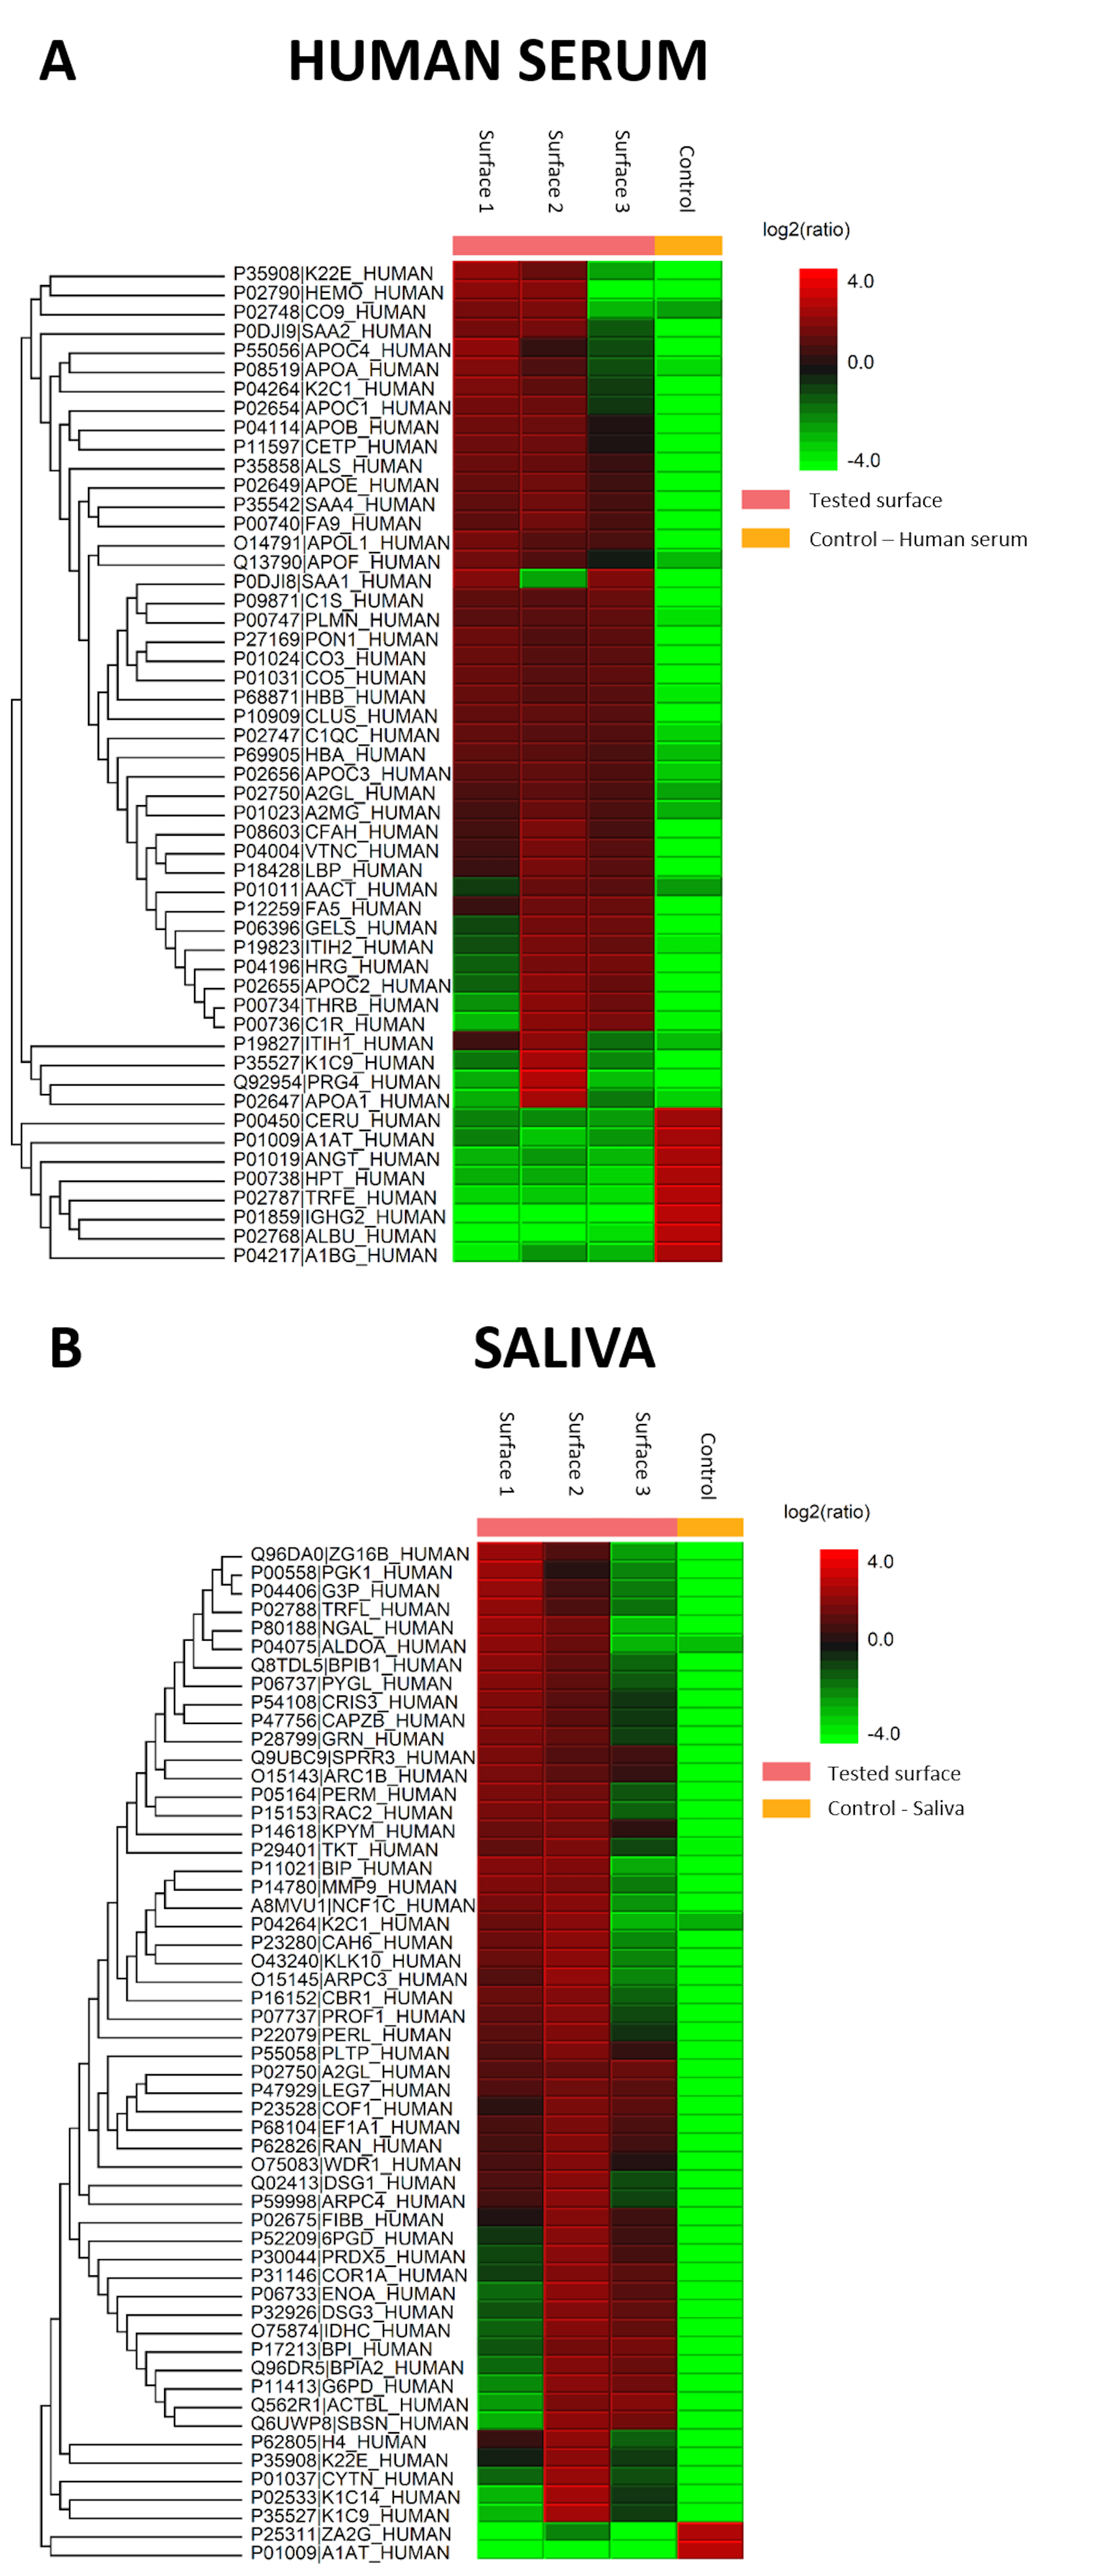 A
HUMAN SERUM
Surface 1
Surface 2
Surface 3
Control
log2(ratio)
4.0
0.0
-4.0
Tested surface
Control – Human serum
P35908|K22E_HUMAN
P02790|HEMO_HUMAN
P02748|CO9_HUMAN
P0DJI9|SAA2_HUMAN
P55056|APOC4_HUMAN
P08519|APOA_HUMAN
P04264|K2C1_HUMAN
P02654|APOC1_HUMAN
P04114|APOB_HUMAN
P11597|CETP_HUMAN
P35858|ALS_HUMAN
P02649|APOE_HUMAN
P35542|SAA4_HUMAN
P00740|FA9_HUMAN
O14791|APOL1_HUMAN
Q13790|APOF_HUMAN
P0DJI8|SAA1_HUMAN
P09871|C1S_HUMAN
P00747|PLMN_HUMAN
P27169|PON1_HUMAN
P01024|CO3_HUMAN
P01031|CO5_HUMAN
P68871|HBB_HUMAN
P10909|CLUS_HUMAN
P02747|C1QC_HUMAN
P69905|HBA_HUMAN
P02656|APOC3_HUMAN
P02750|A2GL_HUMAN
P01023|A2MG_HUMAN
P08603|CFAH_HUMAN
P04004|VTNC_HUMAN
P18428|LBP_HUMAN
P01011|AACT_HUMAN
P12259|FA5_HUMAN
P06396|GELS_HUMAN
P19823|ITIH2_HUMAN
P04196|HRG_HUMAN
P02655|APOC2_HUMAN
P00734|THRB_HUMAN
P00736|C1R_HUMAN
P19827|ITIH1_HUMAN
P35527|K1C9_HUMAN
Q92954|PRG4_HUMAN
P02647|APOA1_HUMAN
P00450|CERU_HUMAN
P01009|A1AT_HUMAN
P01019|ANGT_HUMAN
P00738|HPT_HUMAN
P02787|TRFE_HUMAN
P01859|IGHG2_HUMAN
P02768|ALBU_HUMAN
P04217|A1BG_HUMAN
B
SALIVA
Surface 1
Surface 2
Surface 3
Control
log2(ratio)
4.0
0.0
-4.0
Tested surface
Control - Saliva
Q96DA0|ZG16B_HUMAN
P00558|PGK1_HUMAN
P04406|G3P_HUMAN
P02788|TRFL_HUMAN
P80188|NGAL_HUMAN
P04075|ALDOA_HUMAN
Q8TDL5|BPIB1_HUMAN
P06737|PYGL_HUMAN
P54108|CRIS3_HUMAN
P47756|CAPZB_HUMAN
P28799|GRN_HUMAN
Q9UBC9|SPRR3_HUMAN
O15143|ARC1B_HUMAN
P05164|PERM_HUMAN
P15153|RAC2_HUMAN
P14618|KPYM_HUMAN
P29401|TKT_HUMAN
P11021|BIP_HUMAN
P14780|MMP9_HUMAN
A8MVU1|NCF1C_HUMAN
P04264|K2C1_HUMAN
P23280|CAH6_HUMAN
O43240|KLK10_HUMAN
O15145|ARPC3_HUMAN
P16152|CBR1_HUMAN
P07737|PROF1_HUMAN
P22079|PERL_HUMAN
P55058|PLTP_HUMAN
P02750|A2GL_HUMAN
P47929|LEG7_HUMAN
P23528|COF1_HUMAN
P68104|EF1A1_HUMAN
P62826|RAN_HUMAN
O75083|WDR1_HUMAN
Q02413|DSG1_HUMAN
P59998|ARPC4_HUMAN
P02675|FIBB_HUMAN
P52209|6PGD_HUMAN
P30044|PRDX5_HUMAN
P31146|COR1A_HUMAN
P06733|ENOA_HUMAN
P32926|DSG3_HUMAN
O75874|IDHC_HUMAN
P17213|BPI_HUMAN
Q96DR5|BPIA2_HUMAN
P11413|G6PD_HUMAN
Q562R1|ACTBL_HUMAN
Q6UWP8|SBSN_HUMAN
P62805|H4_HUMAN
P35908|K22E_HUMAN
P01037|CYTN_HUMAN
P02533|K1C14_HUMAN
P35527|K1C9_HUMAN
P25311|ZA2G_HUMAN
P01009|A1AT_HUMAN